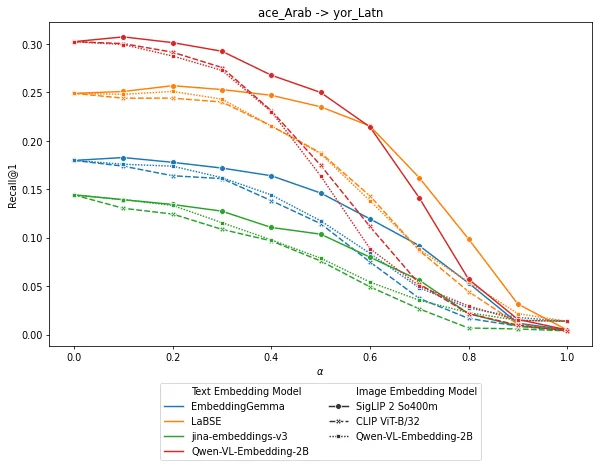 ace_Arab -> yor_Latn
Recall@1
0.30
0.25
0.20
0.15
0.10
0.05
0.00
0.0 0.2 0.4 0.6 0.8 1.0
α
Text Embedding Model
EmbeddingGemma
LaBSE
jina-embeddings-v3
Qwen-VL-Embedding-2B
Image Embedding Model
SigLIP 2 So400m
CLIP ViT-B/32
Qwen-VL-Embedding-2B